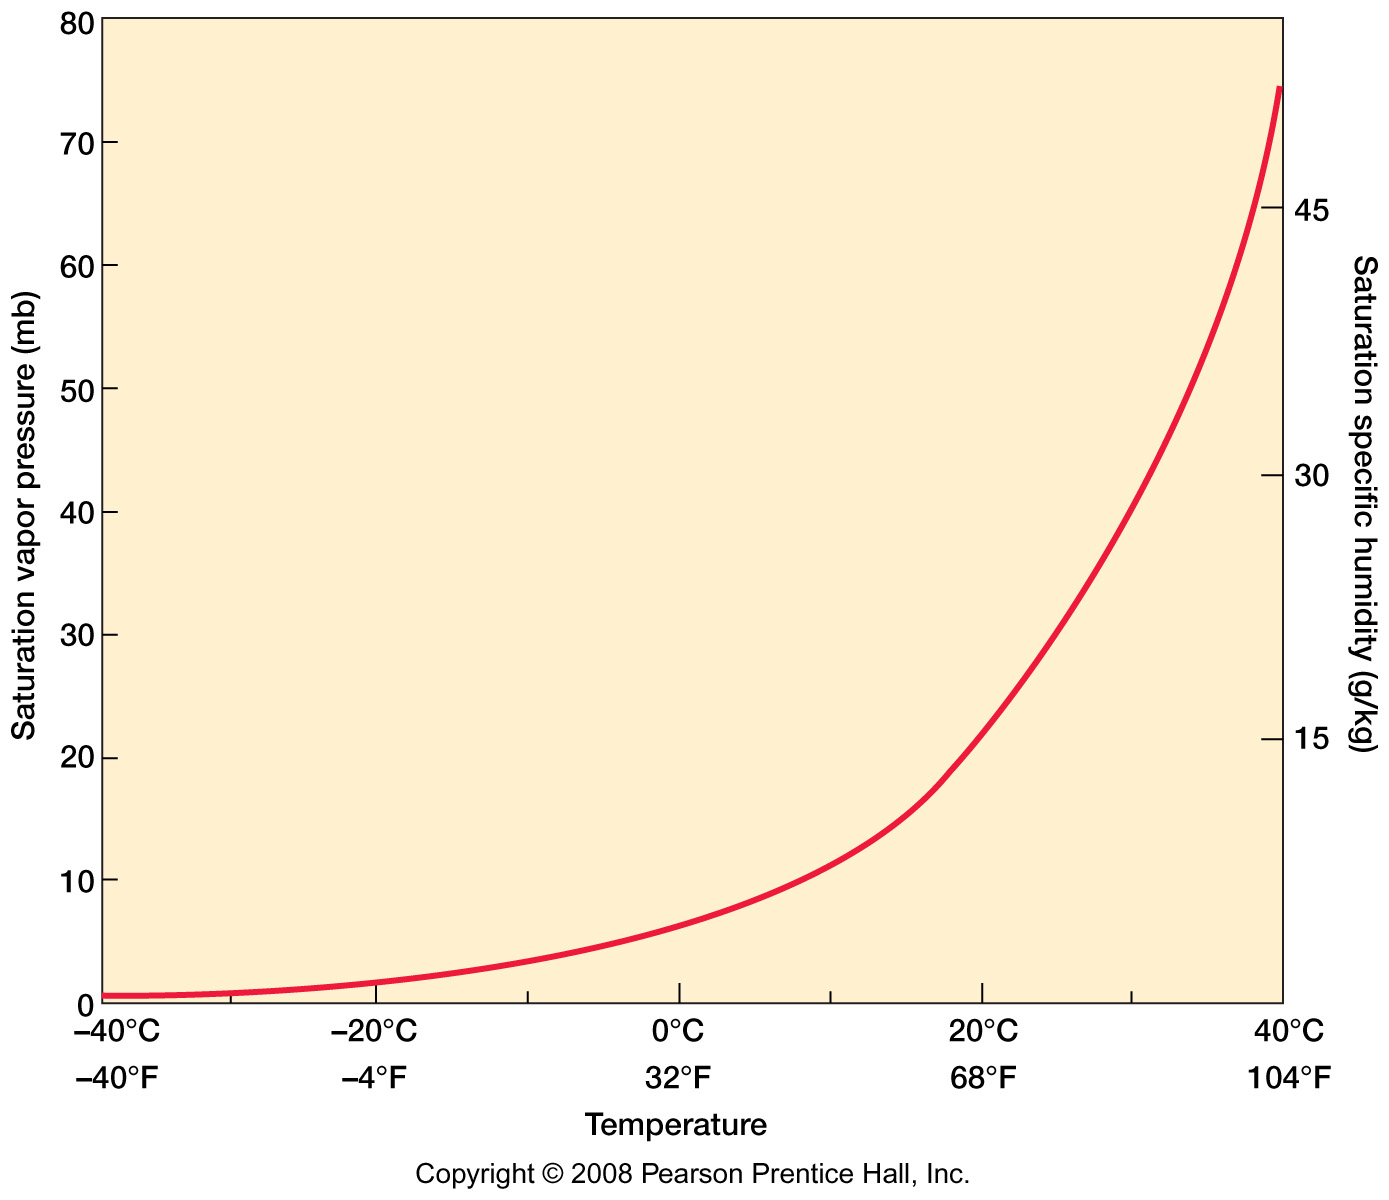 80
70
60
50
40
30
20
10
0
Saturation vapor pressure (mb)
45
30
15
Saturation specific humidity (g/kg)
–40°C –20°C 0°C 20°C 40°C
–40°F –4°F 32°F 68°F 104°F
Temperature
Copyright © 2008 Pearson Prentice Hall, Inc.